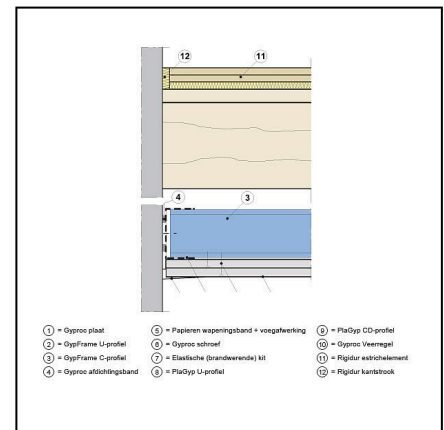 12
11
4
3
1 = Gyproc plaat
2 = GypFrame U-profiel
3 = GypFrame C-profiel
4 = Gyproc afdichtingsband
5 = Papieren wapeningsband + voegafwerking
6 = Gyproc schroef
7 = Elastische (brandwerende) kit
8 = PlaGyp U-profiel
9 = PlaGyp CD-profiel
10 = Gyproc Veerregel
11 = Rigidur estrichelement
12 = Rigidur kantstrook